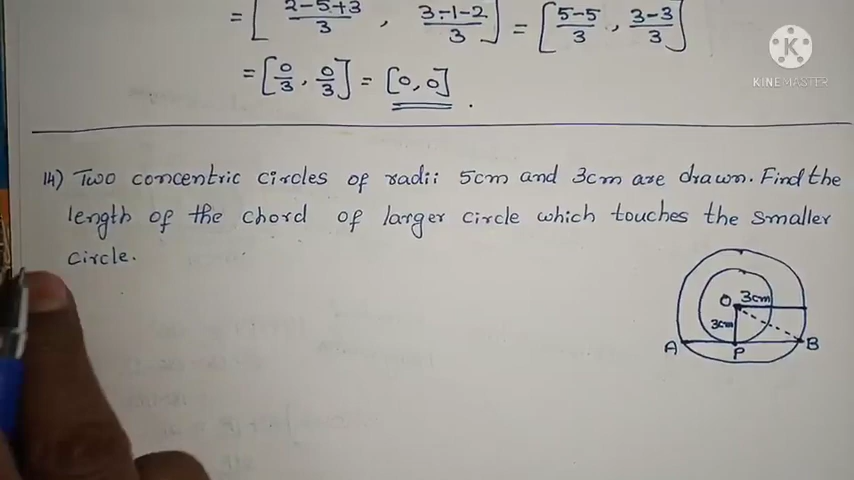 = [ 2-5+3/3 , 3-1-2/3 ] = [ 5-5/3 , 3-3/3 ]
= [ 0/3 , 0/3 ] = [0,0] .
KINEMASTER
14) Two concentric circles of radii 5cm and 3cm are drawn. Find the
length of the chord of larger circle which touches the smaller
circle.
O 3cm
3cm
A P B